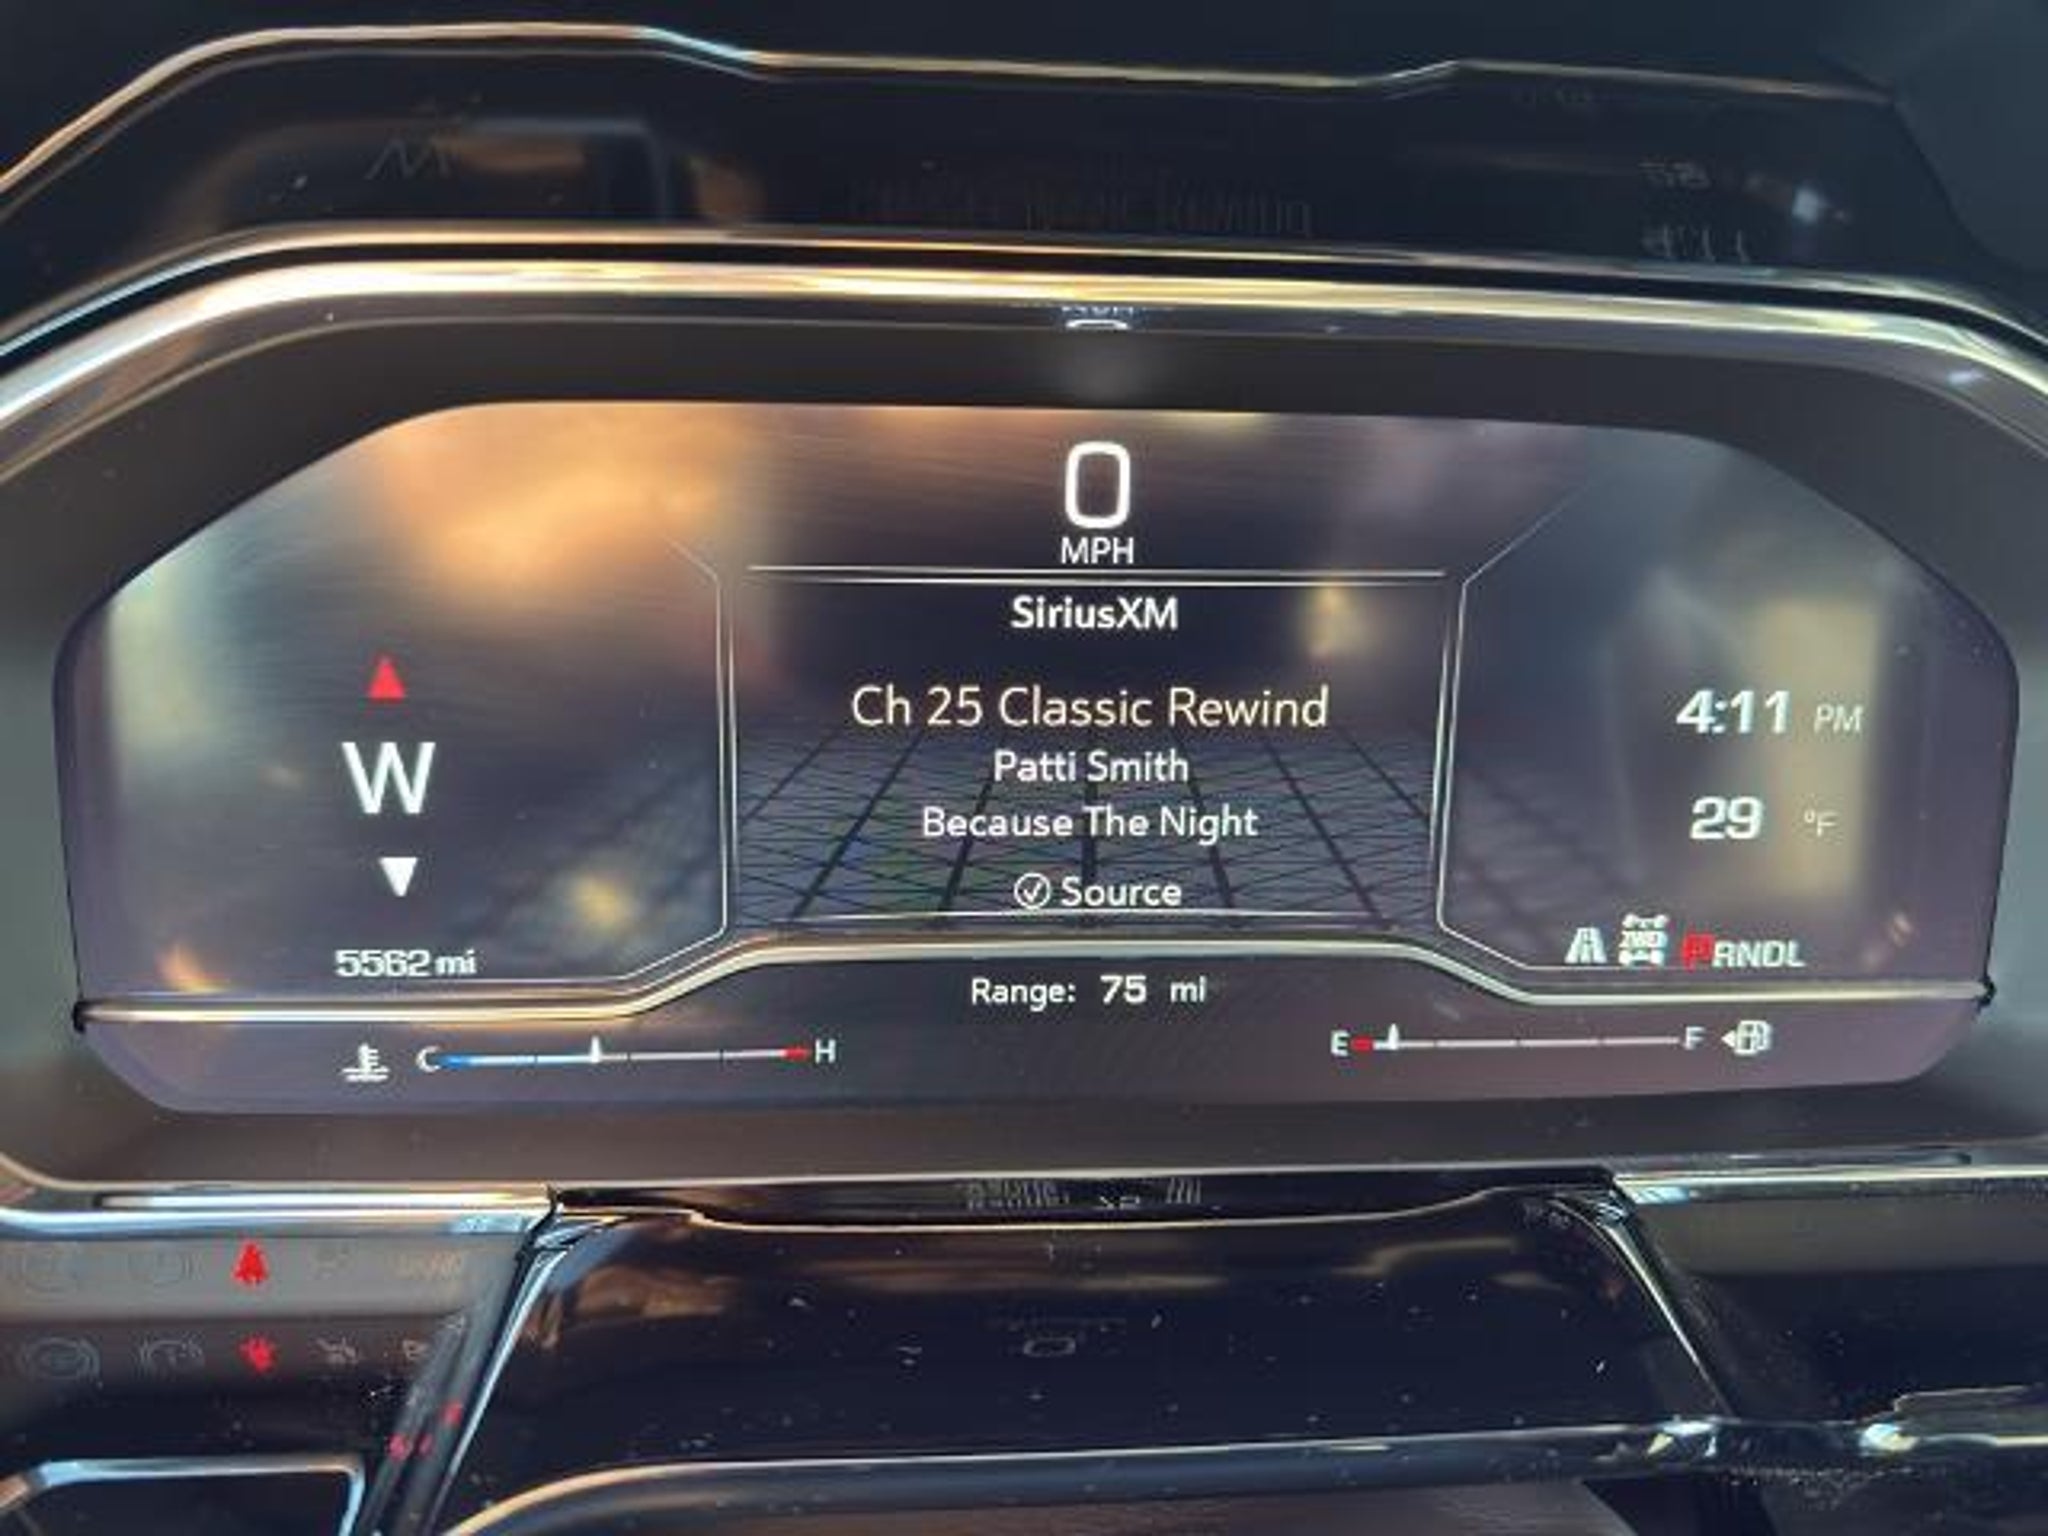 0
MPH
SiriusXM
Ch 25 Classic Rewind
Patti Smith
Because The Night
Source
W
5562 mi
4:11 PM
29 °F
2WD PRNDL
Range: 75 mi
C H
E F